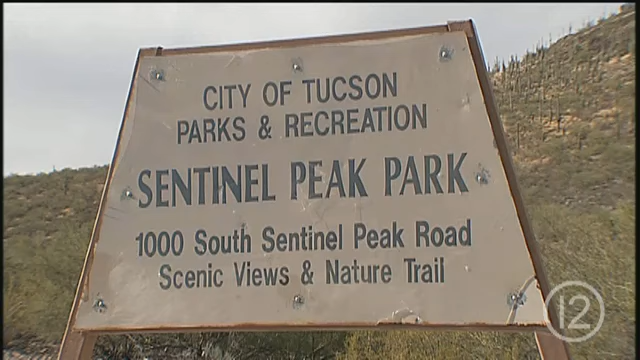 CITY OF TUCSON
PARKS & RECREATION
SENTINEL PEAK PARK
1000 South Sentinel Peak Road
Scenic Views & Nature Trail
12